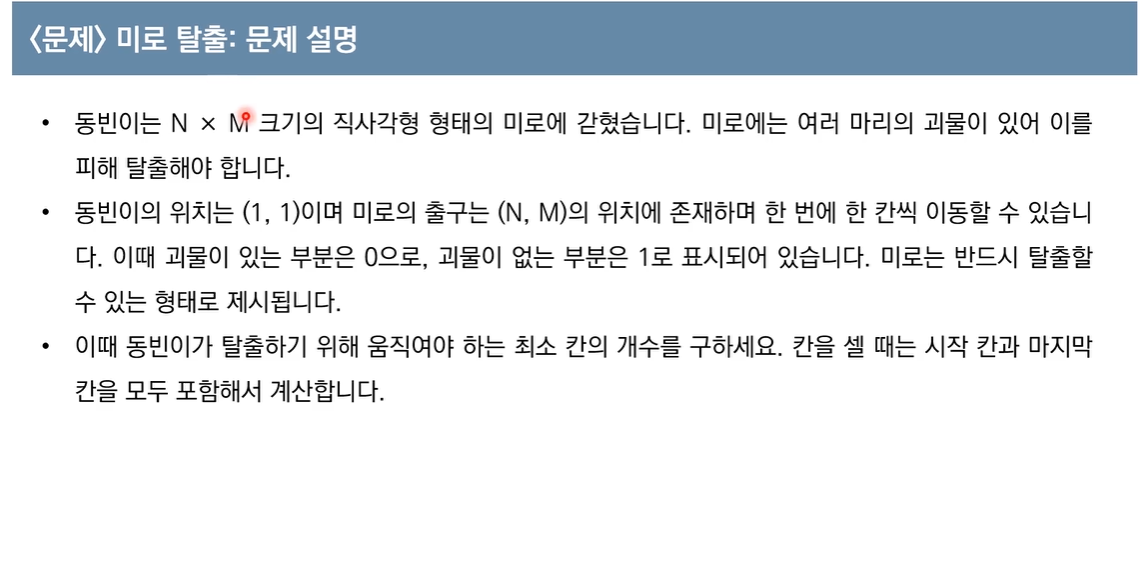 <문제> 미로 탈출: 문제 설명
• 동빈이는 N × M 크기의 직사각형 형태의 미로에 갇혔습니다. 미로에는 여러 마리의 괴물이 있어 이를
피해 탈출해야 합니다.
• 동빈이의 위치는 (1, 1)이며 미로의 출구는 (N, M)의 위치에 존재하며 한 번에 한 칸씩 이동할 수 있습니
다. 이때 괴물이 있는 부분은 0으로, 괴물이 없는 부분은 1로 표시되어 있습니다. 미로는 반드시 탈출할
수 있는 형태로 제시됩니다.
• 이때 동빈이가 탈출하기 위해 움직여야 하는 최소 칸의 개수를 구하세요. 칸을 셀 때는 시작 칸과 마지막
칸을 모두 포함해서 계산합니다.